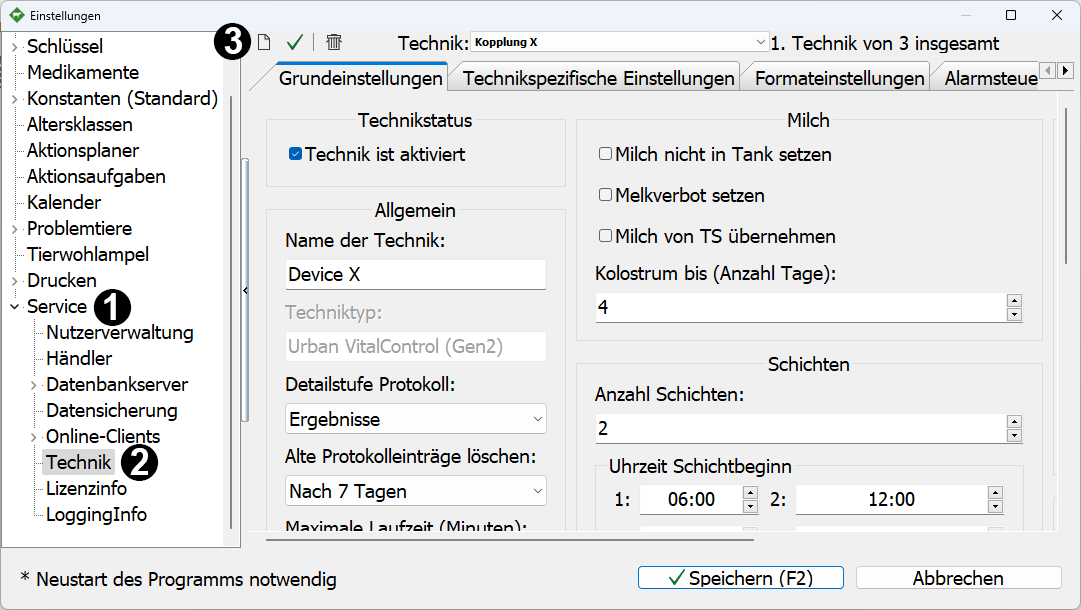 Einstellungen
Schlüssel
Medikamente
Konstanten (Standard)
Altersklassen
Aktionsplaner
Aktionsaufgaben
Kalender
Problemtiere
Tierwohlampel
Drucken
Service 1
Nutzerverwaltung
Händler
Datenbankserver
Datensicherung
Online-Clients
Technik 2
Lizenzinfo
LoggingInfo
3 Technik: Kopplung X 1. Technik von 3 insgesamt
Grundeinstellungen Technikspezifische Einstellungen Formateinstellungen Alarmsteue
Technikstatus
Technik ist aktiviert
Allgemein
Name der Technik:
Device X
Techniktyp:
Urban VitalControl (Gen2)
Detailstufe Protokoll:
Ergebnisse
Alte Protokolleinträge löschen:
Nach 7 Tagen
Maximale Laufzeit (Minuten):
Milch
Milch nicht in Tank setzen
Melkverbot setzen
Milch von TS übernehmen
Kolostrum bis (Anzahl Tage):
4
Schichten
Anzahl Schichten:
2
Uhrzeit Schichtbeginn
1: 06:00 2: 12:00
* Neustart des Programms notwendig
Speichern (F2) Abbrechen